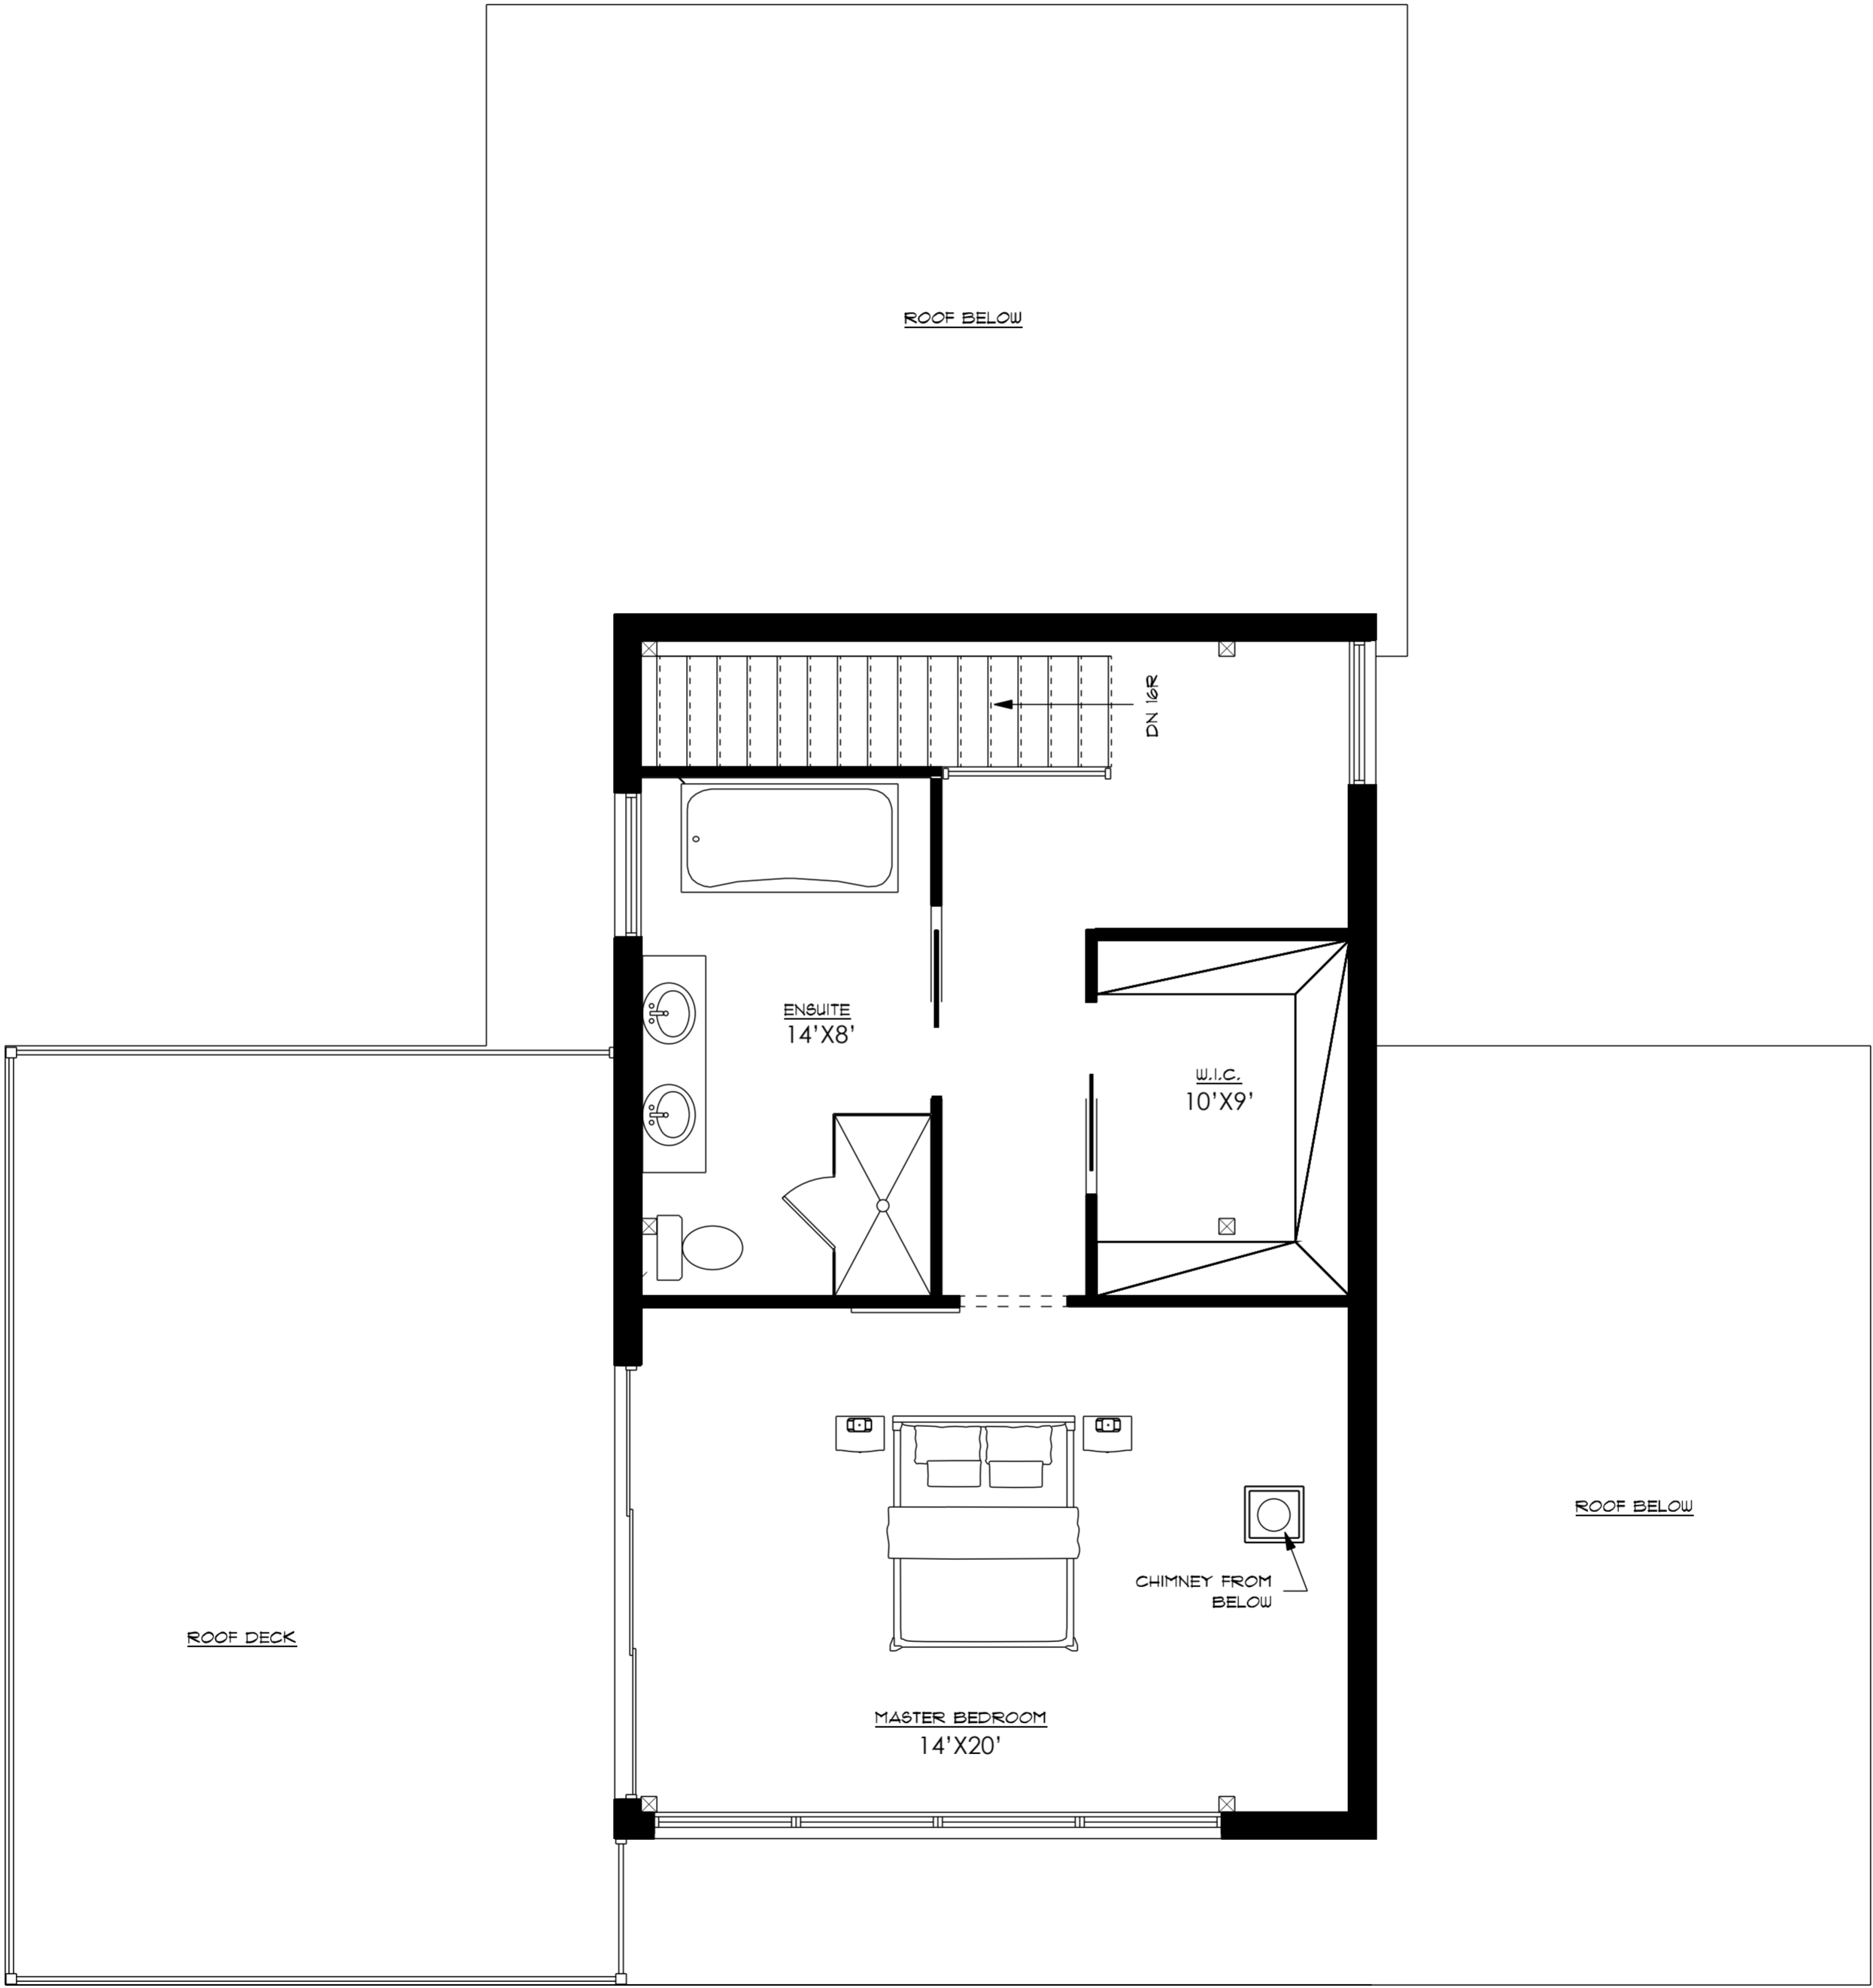 ROOF BELOW
DN 16R
ENSUITE
14'X8'
W.I.C.
10'X9'
ROOF BELOW
CHIMNEY FROM
BELOW
ROOF DECK
MASTER BEDROOM
14'X20'